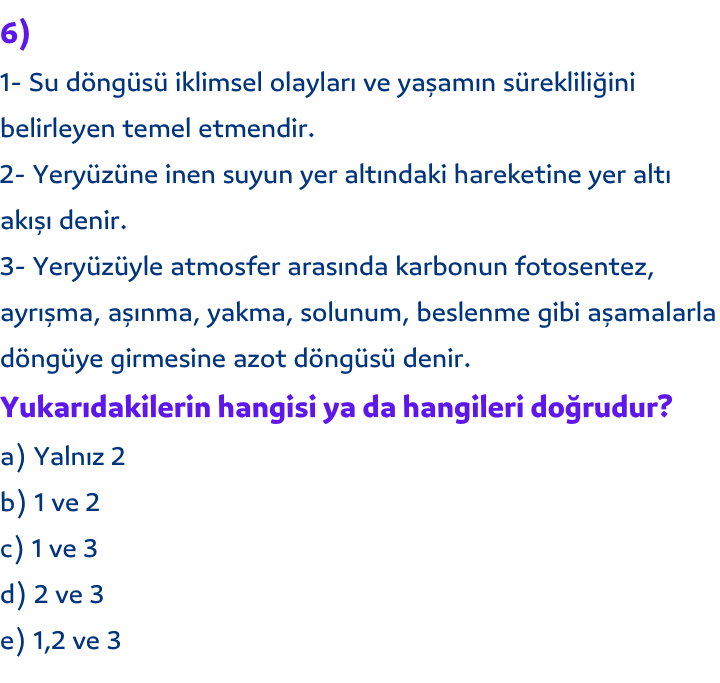 6)
1- Su döngüsü iklimsel olayları ve yaşamın sürekliliğini
belirleyen temel etmendir.
2- Yeryüzüne inen suyun yer altındaki hareketine yer altı
akışı denir.
3- Yeryüzüyle atmosfer arasında karbonun fotosentez,
ayrışma, aşınma, yakma, solunum, beslenme gibi aşamalarla
döngüye girmesine azot döngüsü denir.
Yukarıdakilerin hangisi ya da hangileri doğrudur?
a) Yalnız 2
b) 1 ve 2
c) 1 ve 3
d) 2 ve 3
e) 1,2 ve 3